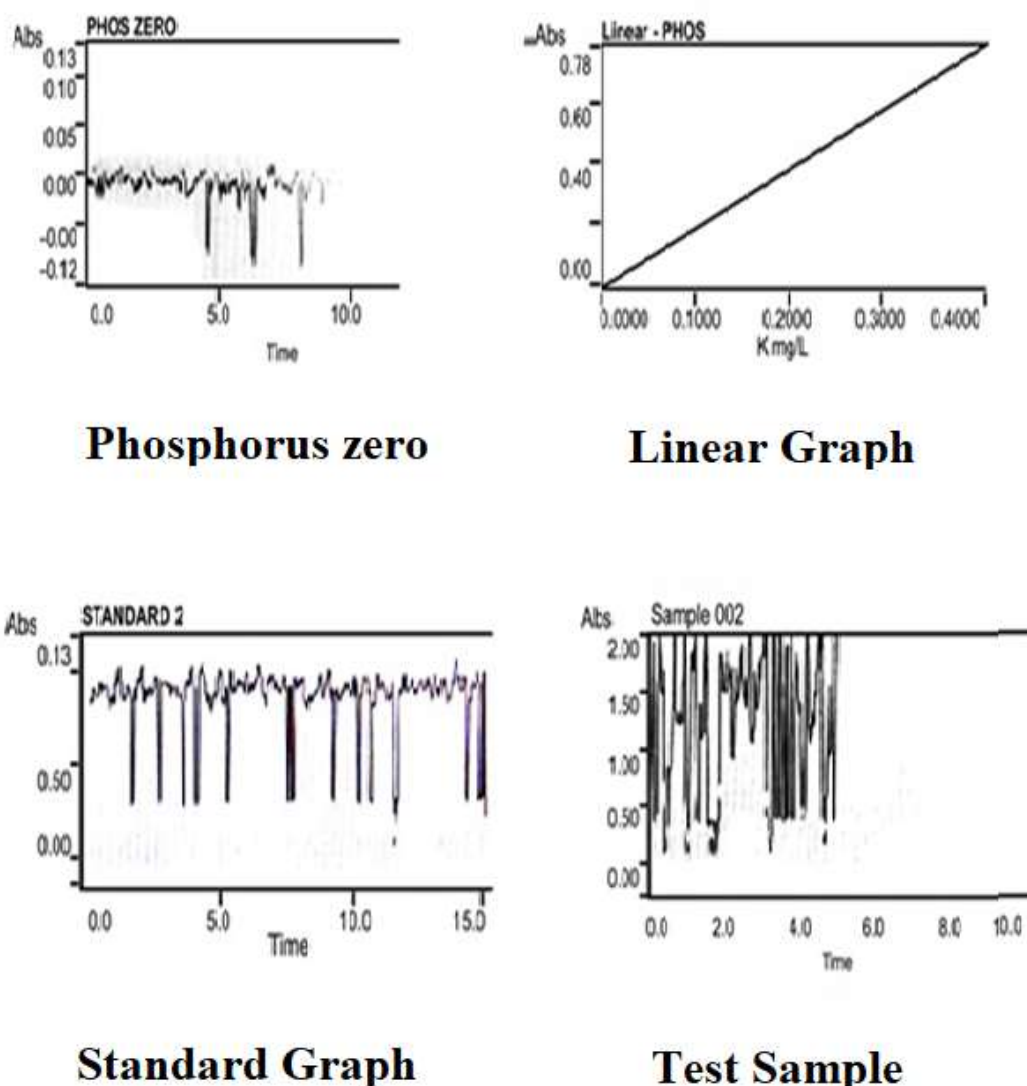 PHOS ZERO
Abs
0.13
0.10
0.05
0.00
-0.00
-0.12
0.0 5.0 10.0
Time
Phosphorus zero
Linear - PHOS
Abs
0.78
0.60
0.40
0.00
0.0000 0.1000 0.2000 0.3000 0.4000
K mg/L
Linear Graph
STANDARD 2
Abs
0.13
0.50
0.00
0.0 5.0 10.0 15.0
Time
Standard Graph
Sample 002
Abs
2.00
1.50
1.00
0.50
0.00
0.0 2.0 4.0 6.0 8.0 10.0
Time
Test Sample